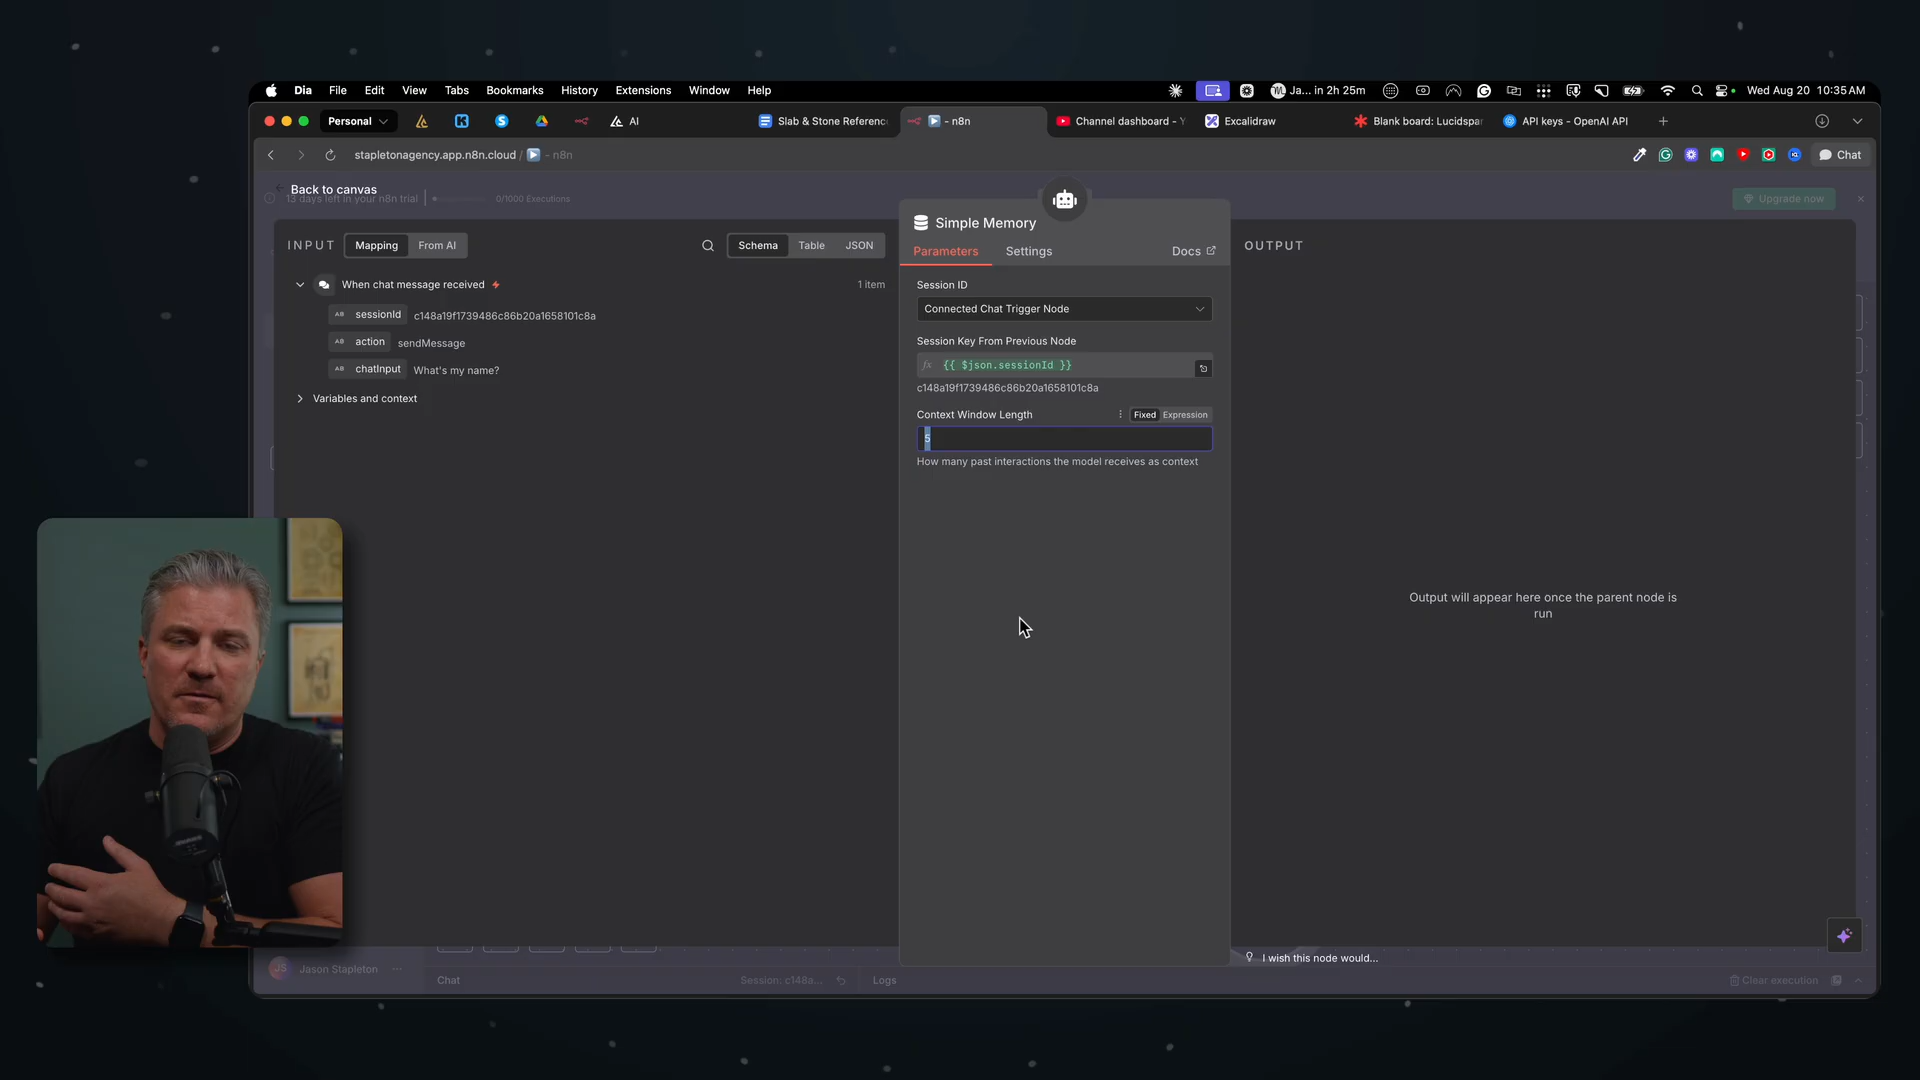 Dia File Edit View Tabs Bookmarks History Extensions Window Help
Ja... in 2h 25m
Wed Aug 20 10:35 AM
Personal
AI
Slab & Stone Referenc
- n8n
Channel dashboard - Y
Excalidraw
Blank board: Lucidspar
API keys - OpenAI API
stapletonagency.app.n8n.cloud / - n8n
Chat
Back to canvas
13 days left in your n8n trial
0/1000 Executions
Upgrade now
INPUT
Mapping
From AI
Schema
Table
JSON
When chat message received
1 item
AB sessionId c148a19f1739486c86b20a1658101c8a
AB action sendMessage
AB chatInput What's my name?
Variables and context
Simple Memory
Parameters
Settings
Docs
Session ID
Connected Chat Trigger Node
Session Key From Previous Node
fx {{ $json.sessionId }}
c148a19f1739486c86b20a1658101c8a
Context Window Length
Fixed
Expression
5
How many past interactions the model receives as context
OUTPUT
Output will appear here once the parent node is
run
I wish this node would...
JS Jason Stapleton
Chat
Session: c148a...
Logs
Clear execution